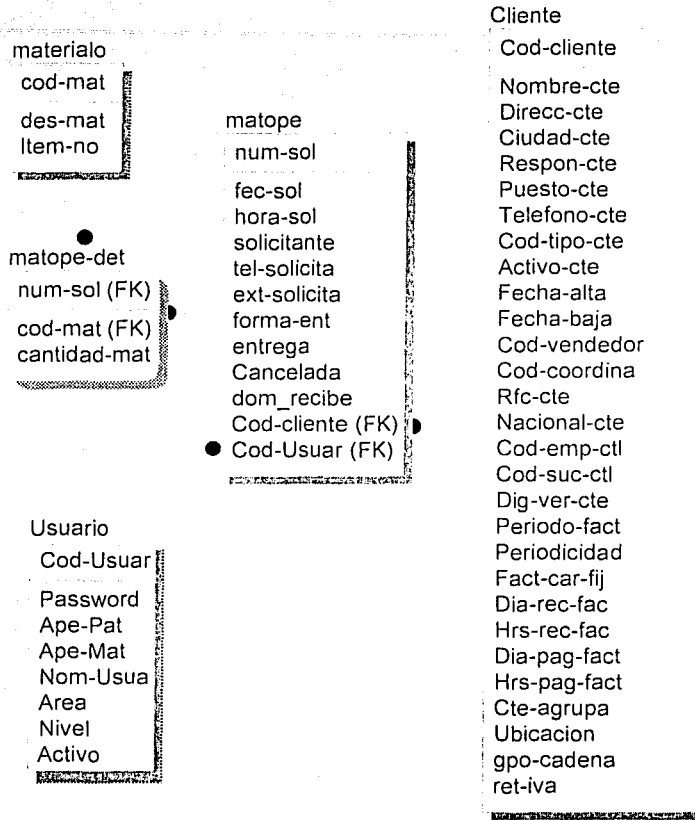 materialo
cod-mat
des-mat
Item-no
matope-det
num-sol (FK)
cod-mat (FK)
cantidad-mat
matope
num-sol
fec-sol
hora-sol
solicitante
tel-solicita
ext-solicita
forma-ent
entrega
Cancelada
dom_recibe
Cod-cliente (FK)
Cod-Usuar (FK)
Usuario
Cod-Usuar
Password
Ape-Pat
Ape-Mat
Nom-Usua
Area
Nivel
Activo
Cliente
Cod-cliente
Nombre-cte
Direcc-cte
Ciudad-cte
Respon-cte
Puesto-cte
Telefono-cte
Cod-tipo-cte
Activo-cte
Fecha-alta
Fecha-baja
Cod-vendedor
Cod-coordina
Rfc-cte
Nacional-cte
Cod-emp-ctl
Cod-suc-ctl
Dig-ver-cte
Periodo-fact
Periodicidad
Fact-car-fij
Dia-rec-fac
Hrs-rec-fac
Dia-pag-fact
Hrs-pag-fact
Cte-agrupa
Ubicacion
gpo-cadena
ret-iva